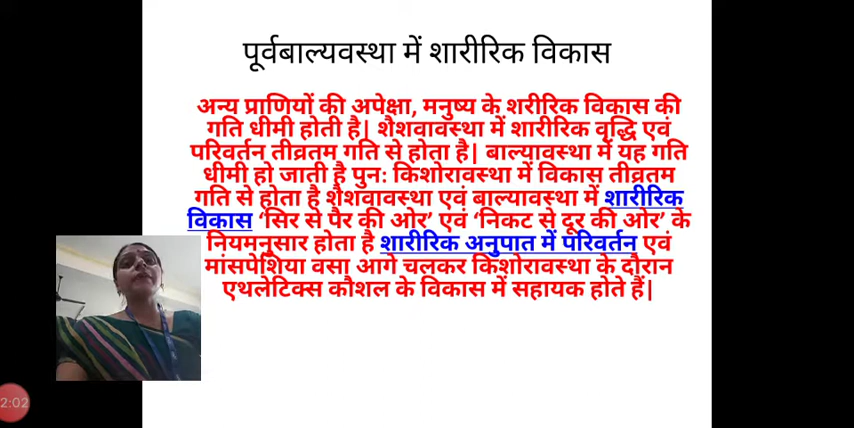 पूर्वबाल्यवस्था में शारीरिक विकास
अन्य प्राणियों की अपेक्षा, मनुष्य के शरीरिक विकास की
गति धीमी होती है| शैशवावस्था में शारीरिक वृद्धि एवं
परिवर्तन तीव्रतम गति से होता है| बाल्यावस्था में यह गति
धीमी हो जाती है पुनः किशोरावस्था में विकास तीव्रतम
गति से होता है शैशवावस्था एवं बाल्यावस्था में शारीरिक
विकास ‘सिर से पैर की ओर’ एवं ‘निकट से दूर की ओर’ के
नियमनुसार होता है शारीरिक अनुपात में परिवर्तन एवं
मांसपेशिया वसा आगे चलकर किशोरावस्था के दौरान
एथलेटिक्स कौशल के विकास में सहायक होते हैं|
2:02